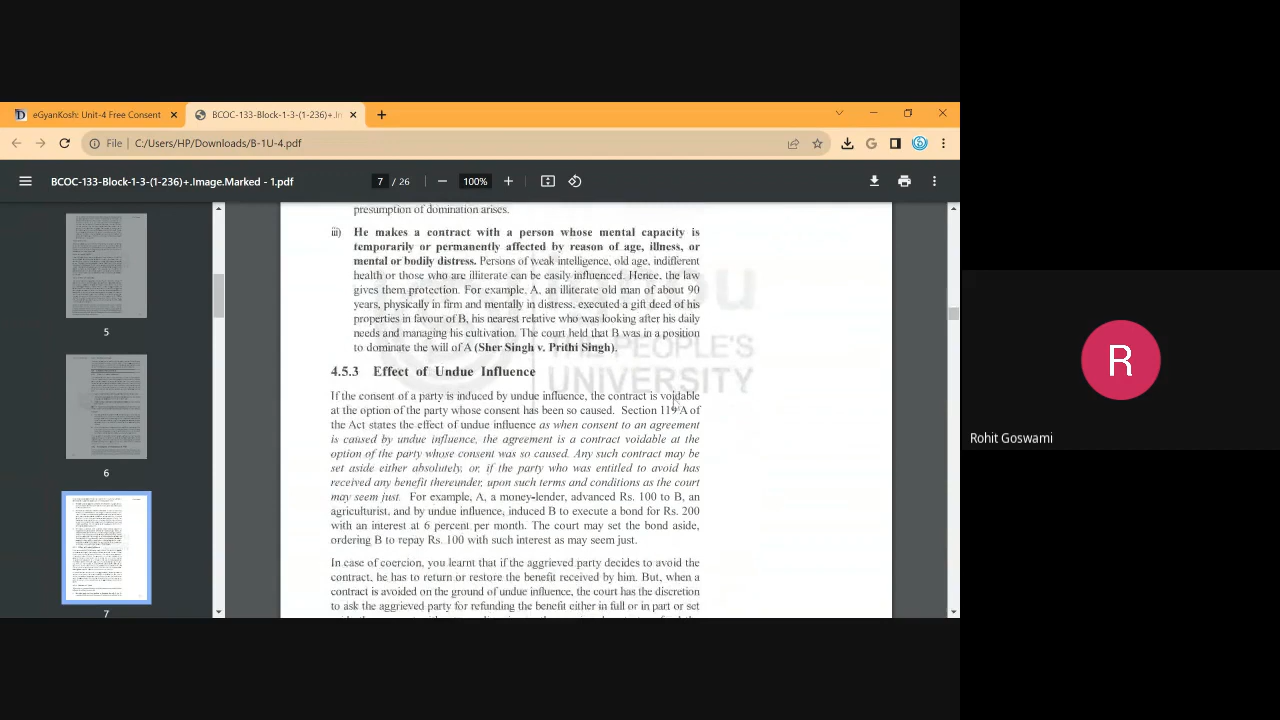 eGyanKosh: Unit-4 Free Consent
BCOC-133-Block-1-3-(1-236)+.In
File C:/Users/HP/Downloads/B-1U-4.pdf
BCOC-133-Block-1-3-(1-236)+.Image.Marked - 1.pdf
7 / 26
100%
presumption of domination arises.
iii) He makes a contract with a person whose mental capacity is
temporarily or permanently affected by reason of age, illness, or
mental or bodily distress. Persons of weak intelligence, old age, indifferent
health or those who are illiterate can be easily influenced. Hence, the law
gives them protection. For example, A, an illiterate old man of about 90
years, physically in firm and mentally in distress, executed a gift deed of his
properties in favour of B, his nearest relative who was looking after his daily
needs and managing his cultivation. The court held that B was in a position
to dominate the will of A (Sher Singh v. Prithi Singh).
4.5.3 Effect of Undue Influence
If the consent of a party is induced by undue influence, the contract is voidable
at the option of the party whose consent has been so caused. Section 119A of
the Act states the effect of undue influence as when consent to an agreement
is caused by undue influence, the agreement is a contract voidable at the
option of the party whose consent was so caused. Any such contract may be
set aside either absolutely, or, if the party who was entitled to avoid has
received any benefit thereunder, upon such terms and conditions as the court
may seem just. For example, A, a money-lender, advanced Rs. 100 to B, an
agriculturist, and by undue influence, induced B to execute a bond for Rs. 200
with an interest at 6 percent per month. The court may set the bond aside,
ordering B to repay Rs. 100 with such interest as may seem just.
In case of coercion, you learnt that if the aggrieved party decides to avoid the
contract, he has to return or restore the benefit received by him. But, when a
contract is avoided on the ground of undue influence, the court has the discretion
to ask the aggrieved party for refunding the benefit either in full or in part or set
PEOPLE'S
UNIVERSITY
5
6
7
R
Rohit Goswami